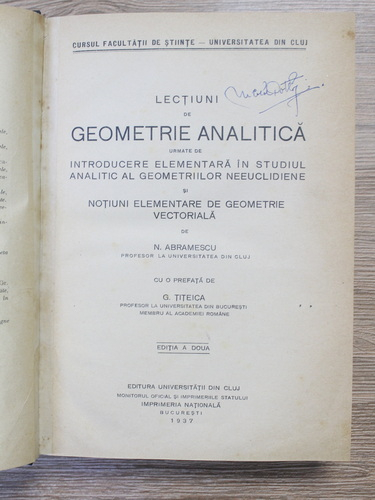 CURSUL FACULTĂȚII DE ȘTIINȚE — UNIVERSITATEA DIN CLUJ
LECȚIUNI
DE
GEOMETRIE ANALITICĂ
URMATE DE
INTRODUCERE ELEMENTARĂ ÎN STUDIUL
ANALITIC AL GEOMETRIILOR NEEUCLIDIENE
ȘI
NOȚIUNI ELEMENTARE DE GEOMETRIE
VECTORIALĂ
DE
N. ABRAMESCU
PROFESOR LA UNIVERSITATEA DIN CLUJ
CU O PREFAȚĂ DE
G. ȚIȚEICA
PROFESOR LA UNIVERSITATEA DIN BUCUREȘTI
MEMBRU AL ACADEMIEI ROMÂNE
EDIȚIA A DOUA
EDITURA UNIVERSITĂȚII DIN CLUJ
MONITORUL OFICIAL ȘI IMPRIMERIILE STATULUI
IMPRIMERIA NAȚIONALĂ
BUCUREȘTI
1937